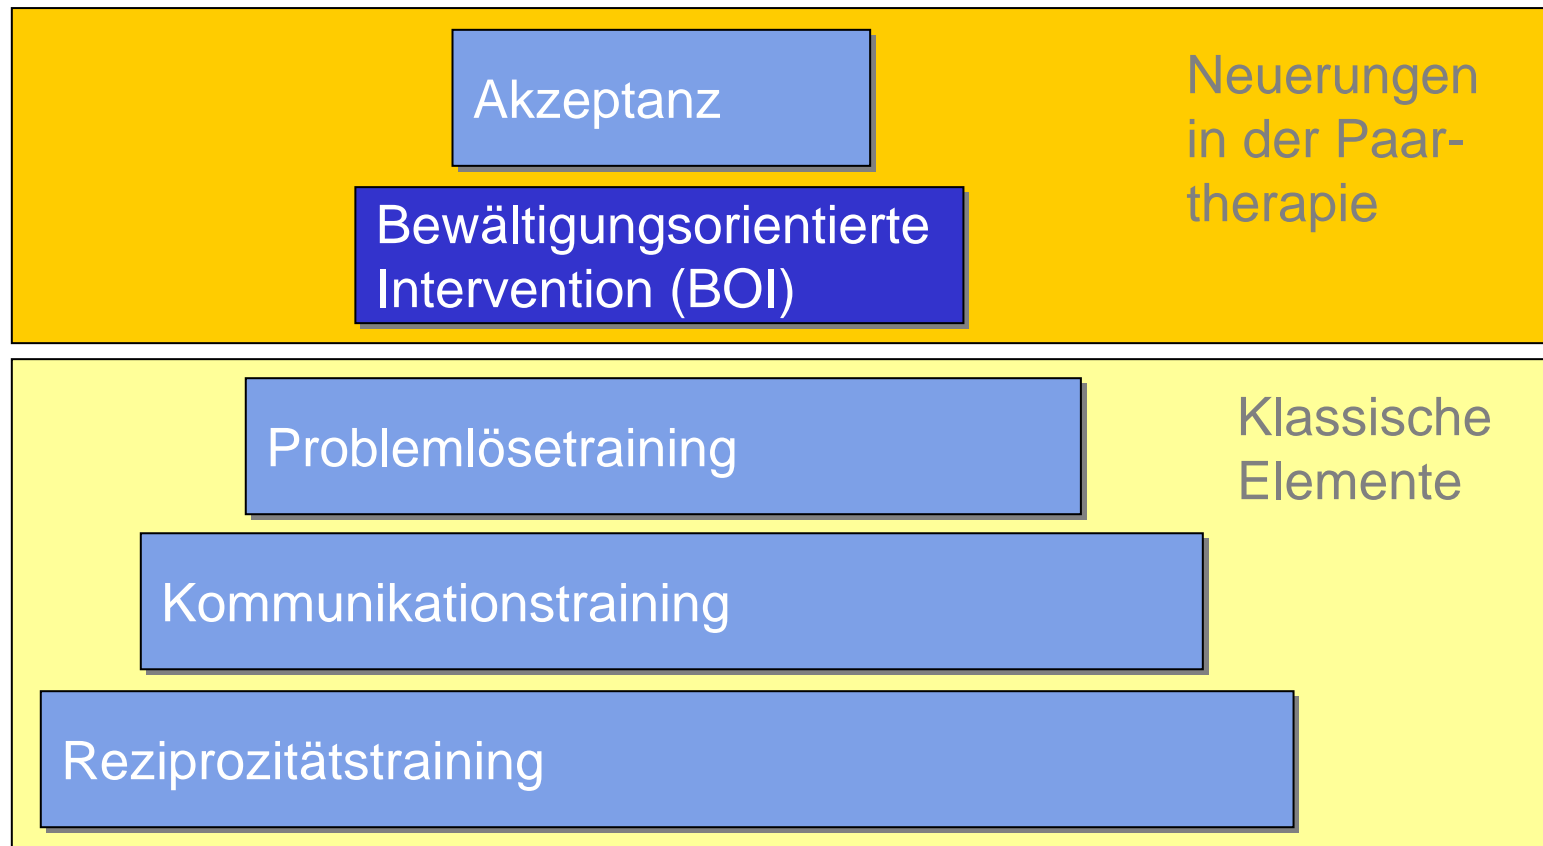 Akzeptanz
Neuerungen
in der Paar-
therapie
Bewältigungsorientierte
Intervention (BOI)
Problemlösetraining
Klassische
Elemente
Kommunikationstraining
Reziprozitätstraining